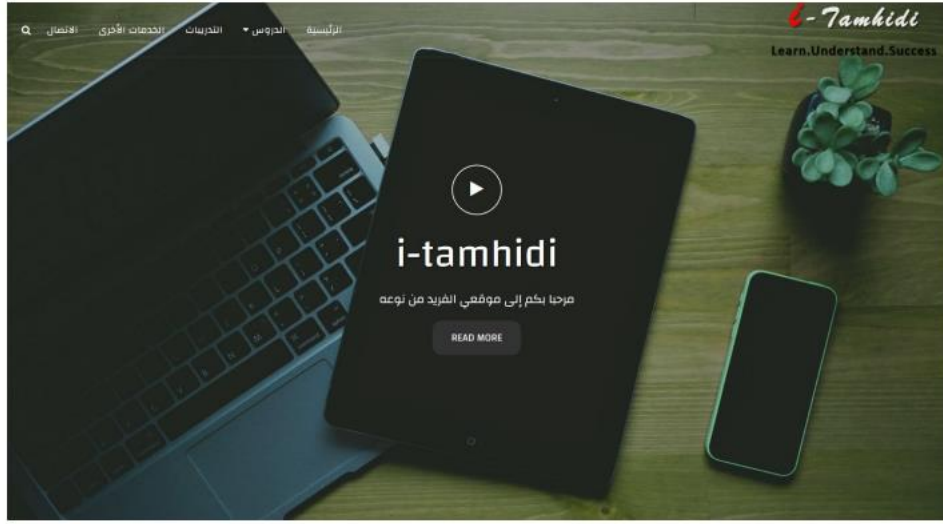 i-Tamhidi
Learn.Understand.Success
الرئيسية الدروس التدريبات الخدمات الأخرى الاتصال
i-tamhidi
مرحبا بكم إلى موقعي الفريد من نوعه
READ MORE